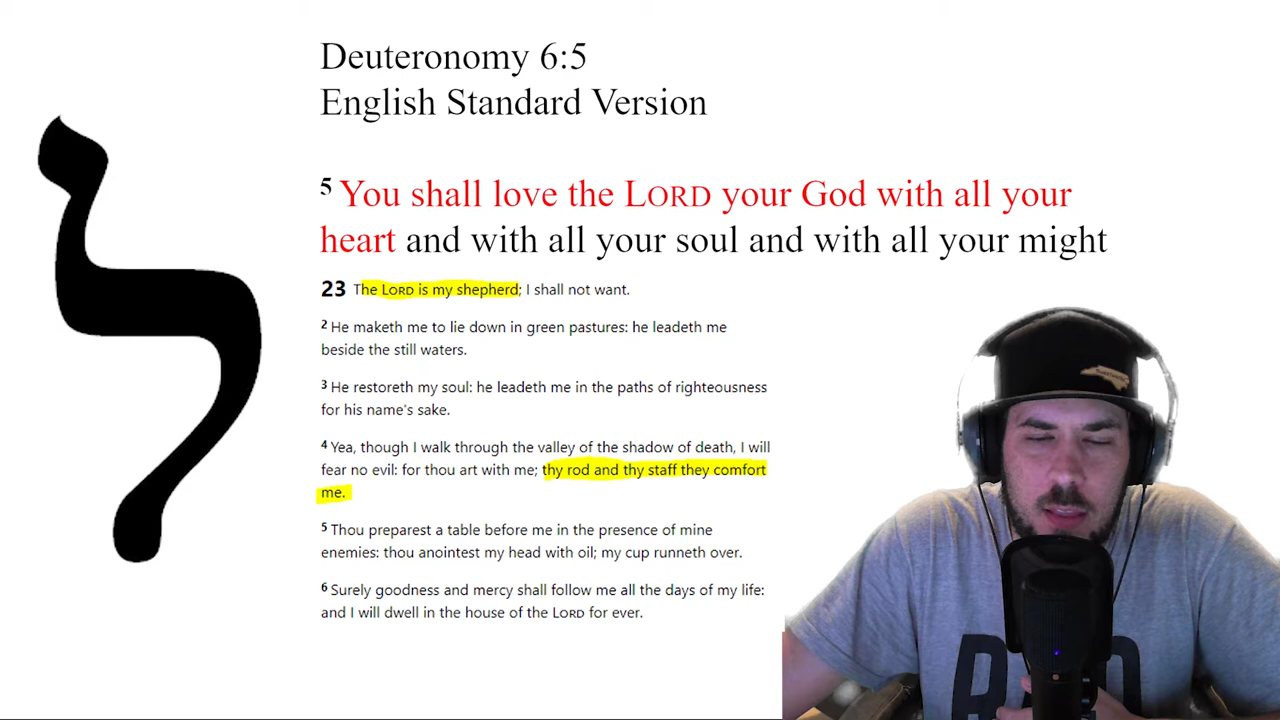 ל
Deuteronomy 6:5
English Standard Version
5 You shall love the LORD your God with all your
heart and with all your soul and with all your might
23 The LORD is my shepherd; I shall not want.
2 He maketh me to lie down in green pastures: he leadeth me
beside the still waters.
3 He restoreth my soul: he leadeth me in the paths of righteousness
for his name's sake.
4 Yea, though I walk through the valley of the shadow of death, I will
fear no evil: for thou art with me; thy rod and thy staff they comfort
me.
5 Thou preparest a table before me in the presence of mine
enemies: thou anointest my head with oil; my cup runneth over.
6 Surely goodness and mercy shall follow me all the days of my life:
and I will dwell in the house of the LORD for ever.